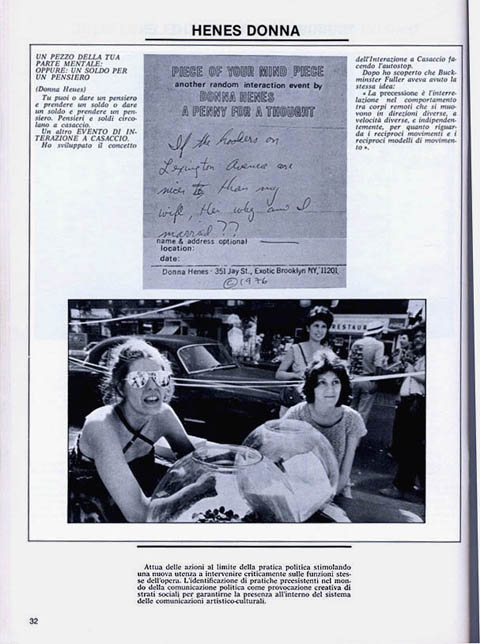 HENES DONNA
UN PEZZO DELLA TUA
PARTE MENTALE:
OPPURE: UN SOLDO PER
UN PENSIERO
(Donna Henes)
Tu puoi o dare un pensiero
e prendere un soldo o dare
un soldo e prendere un pen-
siero. Pensieri e soldi circo-
lano a casaccio.
Un altro EVENTO DI IN-
TERAZIONE A CASACCIO.
Ho sviluppato il concetto
PIECE OF YOUR MIND PIECE
another random interaction event by
DONNA HENES
A PENNY FOR A THOUGHT
If the hookers on
Lexington Avenue are
nicer to than my
wife, then why am I
married??
name & address optional
location:
date:
Donna Henes · 351 Jay St., Exotic Brooklyn NY, 11201
©1976
dell'Interazione a Casaccio fa-
cendo l'autostop.
Dopo ho scoperto che Buck-
minster Fuller aveva avuto la
stessa idea:
« La precessione è l'interre-
lazione nel comportamento
fra corpi remoti che si muo-
vono in direzioni diverse, a
velocità diverse, e indipenden-
temente, per quanto riguar-
da i reciproci movimenti e i
reciproci modelli di movimen-
to ».
RESTAUR
Attua delle azioni al limite della pratica politica stimolando
una nuova utenza a intervenire criticamente sulle funzioni stes-
se dell'opera. L'identificazione di pratiche preesistenti nel mon-
do della comunicazione politica come provocazione creativa di
strati sociali per garantirne la presenza all'interno del sistema
delle comunicazioni artistico-culturali.
32